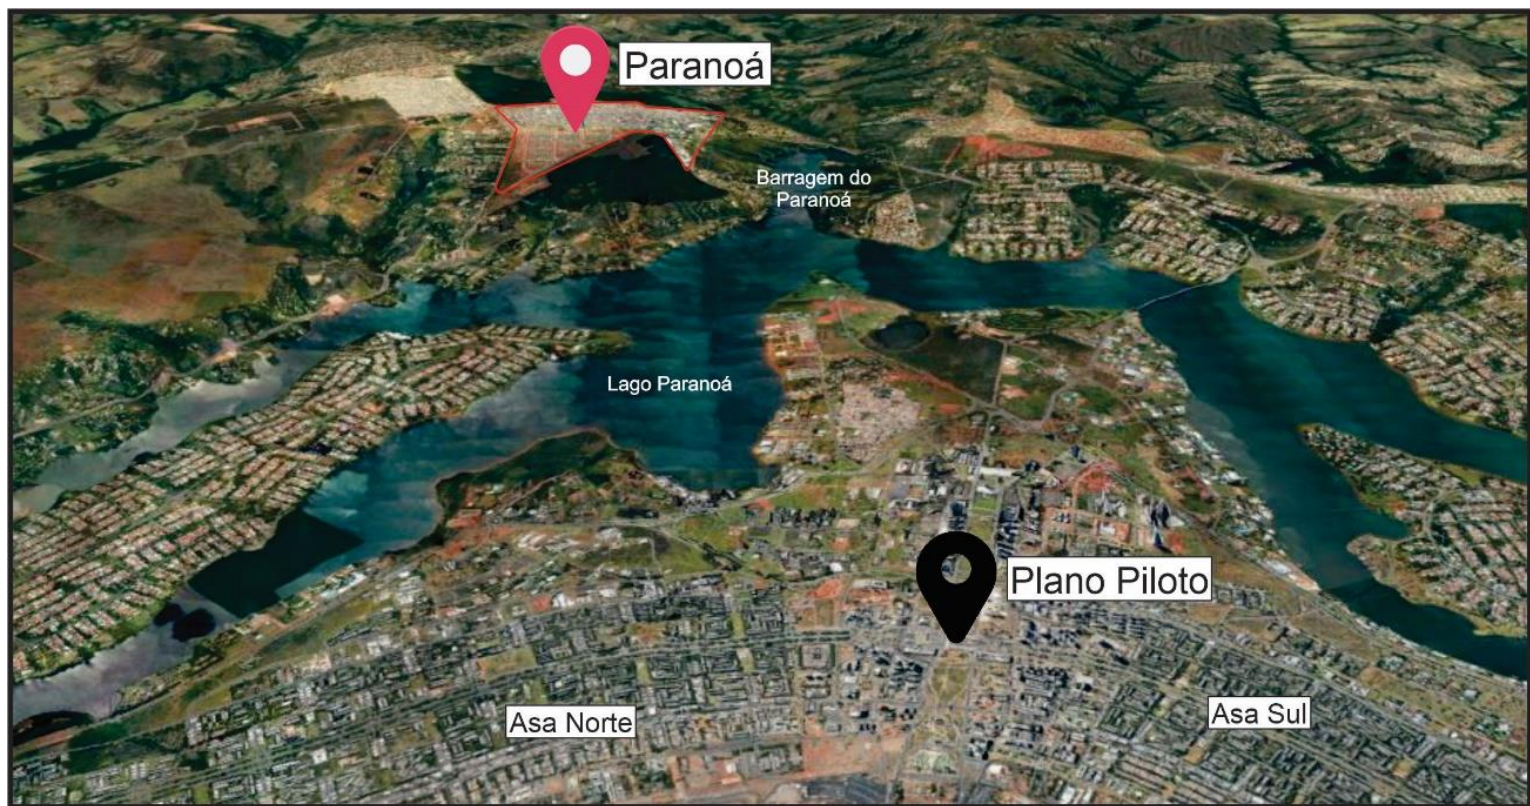 Paranoá
Barragem do
Paranoá
Lago Paranoá
Plano Piloto
Asa Norte
Asa Sul